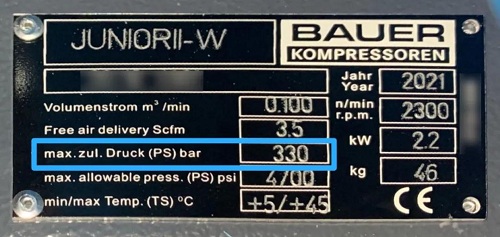 JUNIORII-W
BAUER
KOMPRESSOREN
Jahr
Year 2021
Volumenstrom m³/min 0.100
n/min
r.p.m. 2300
Free air delivery Scfm 3.5
kW 2.2
max. zul. Druck (PS) bar 330
max. allowable press. (PS) psi 4700
kg 46
min/max Temp. (TS) °C +5/+45
CE